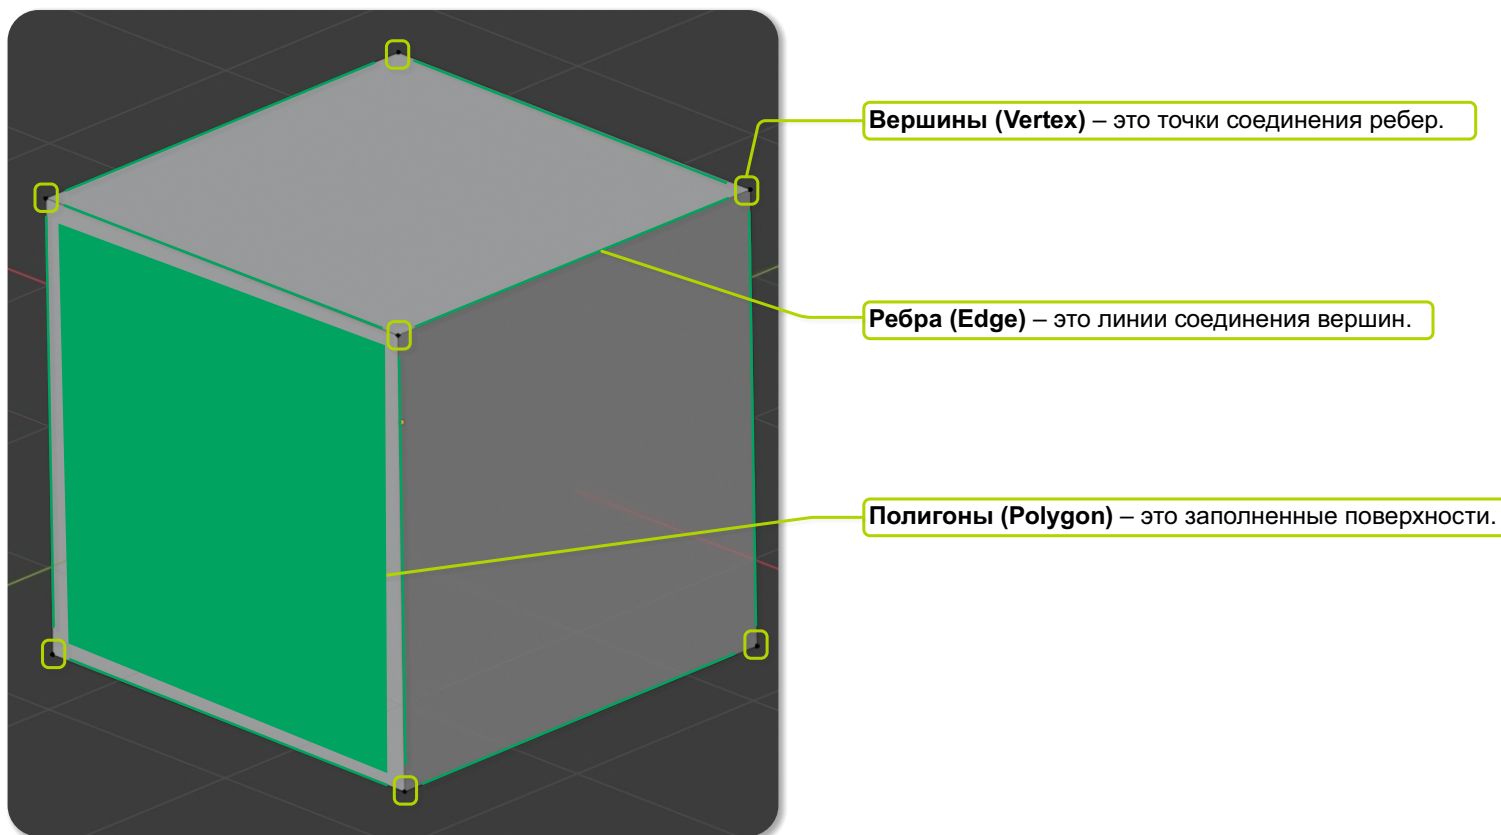 Вершины (Vertex) – это точки соединения ребер.
Ребра (Edge) – это линии соединения вершин.
Полигоны (Polygon) – это заполненные поверхности.